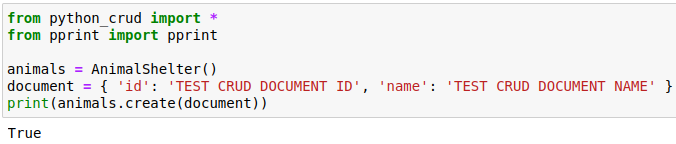 from python_crud import *
from pprint import pprint
animals = AnimalShelter()
document = { 'id': 'TEST CRUD DOCUMENT ID', 'name': 'TEST CRUD DOCUMENT NAME' }
print(animals.create(document))
True